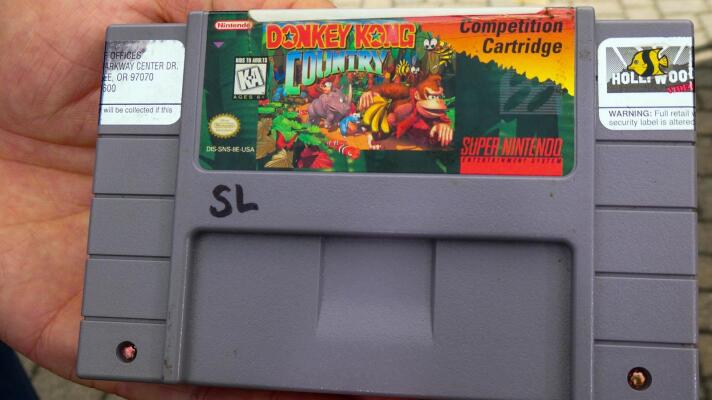 E OFFICES
ARKWAY CENTER DR.
EE, OR 97070
600
will be collected if this
Nintendo
DONKEY KONG
COUNTRY
KIDS TO ADULTS
K-A
AGES 6+
DIS-SNS-8E-USA
Competition
Cartridge
SUPER NINTENDO
ENTERTAINMENT SYSTEM
HOLLYWOO
VIDEO
WARNING: Full retail v
security label is altered
SL